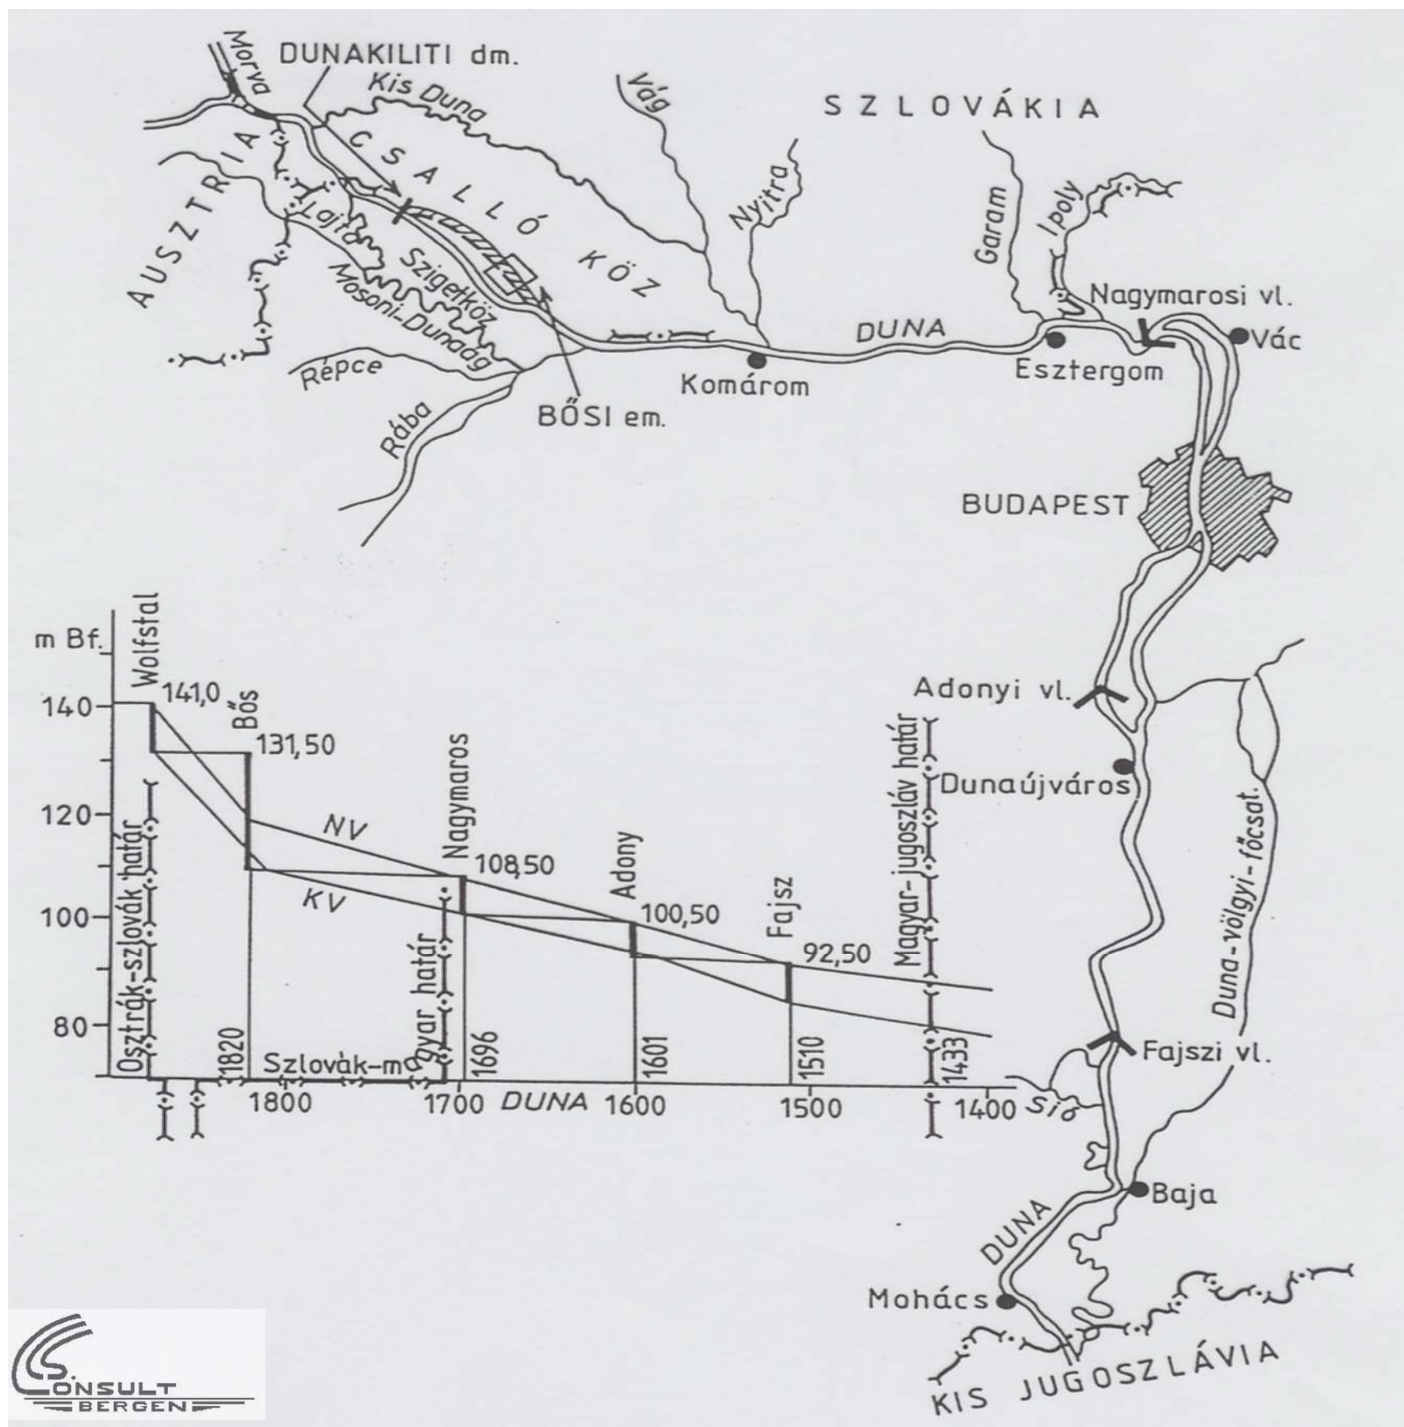 Morva
DUNAKILITI dm.
Kis Duna
Vág
SZLOVÁKIA
AUSZTRIA
CSALLÓ KÖZ
Nyitra
Garam
Ipoly
Lajta
Szigetköz
Mosoni-Dunaág
Nagymarosi vl.
Répce
DUNA
Vác
Komárom
Esztergom
Rába
BŐSI em.
BUDAPEST
m Bf.
Wolfstal
141,0
Bős
140
131,50
Adonyi vl.
Nagymaros
Magyar-jugoszláv határ
Dunaújváros
120
NV
108,50
Adony
Osztrák-szlovák határ
KV
100
100,50
Fajsz
92,50
Duna-völgyi-főcsat.
80
1820
Szlovák-magyar határ
1696
1601
1510
1433
Fajszi vl.
1800
1700
DUNA
1600
1500
1400
Sió
Baja
DUNA
Mohács
KIS JUGOSZLÁVIA
CS. CONSULT
BERGEN